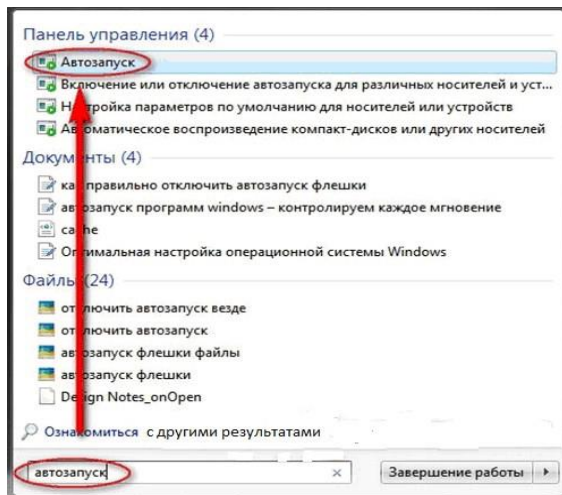 Панель управления (4)
Автозапуск
Включение или отключение автозапуска для различных носителей и уст...
Настройка параметров по умолчанию для носителей или устройств
Автоматическое воспроизведение компакт-дисков или других носителей
Документы (4)
как правильно отключить автозапуск флешки
автозапуск программ windows – контролируем каждое мгновение
cache
Оптимальная настройка операционной системы Windows
Файлы (24)
отключить автозапуск везде
отключить автозапуск
автозапуск флешки файлы
автозапуск флешки
Design Notes_onOpen
Ознакомиться с другими результатами
автозапуск
Завершение работы